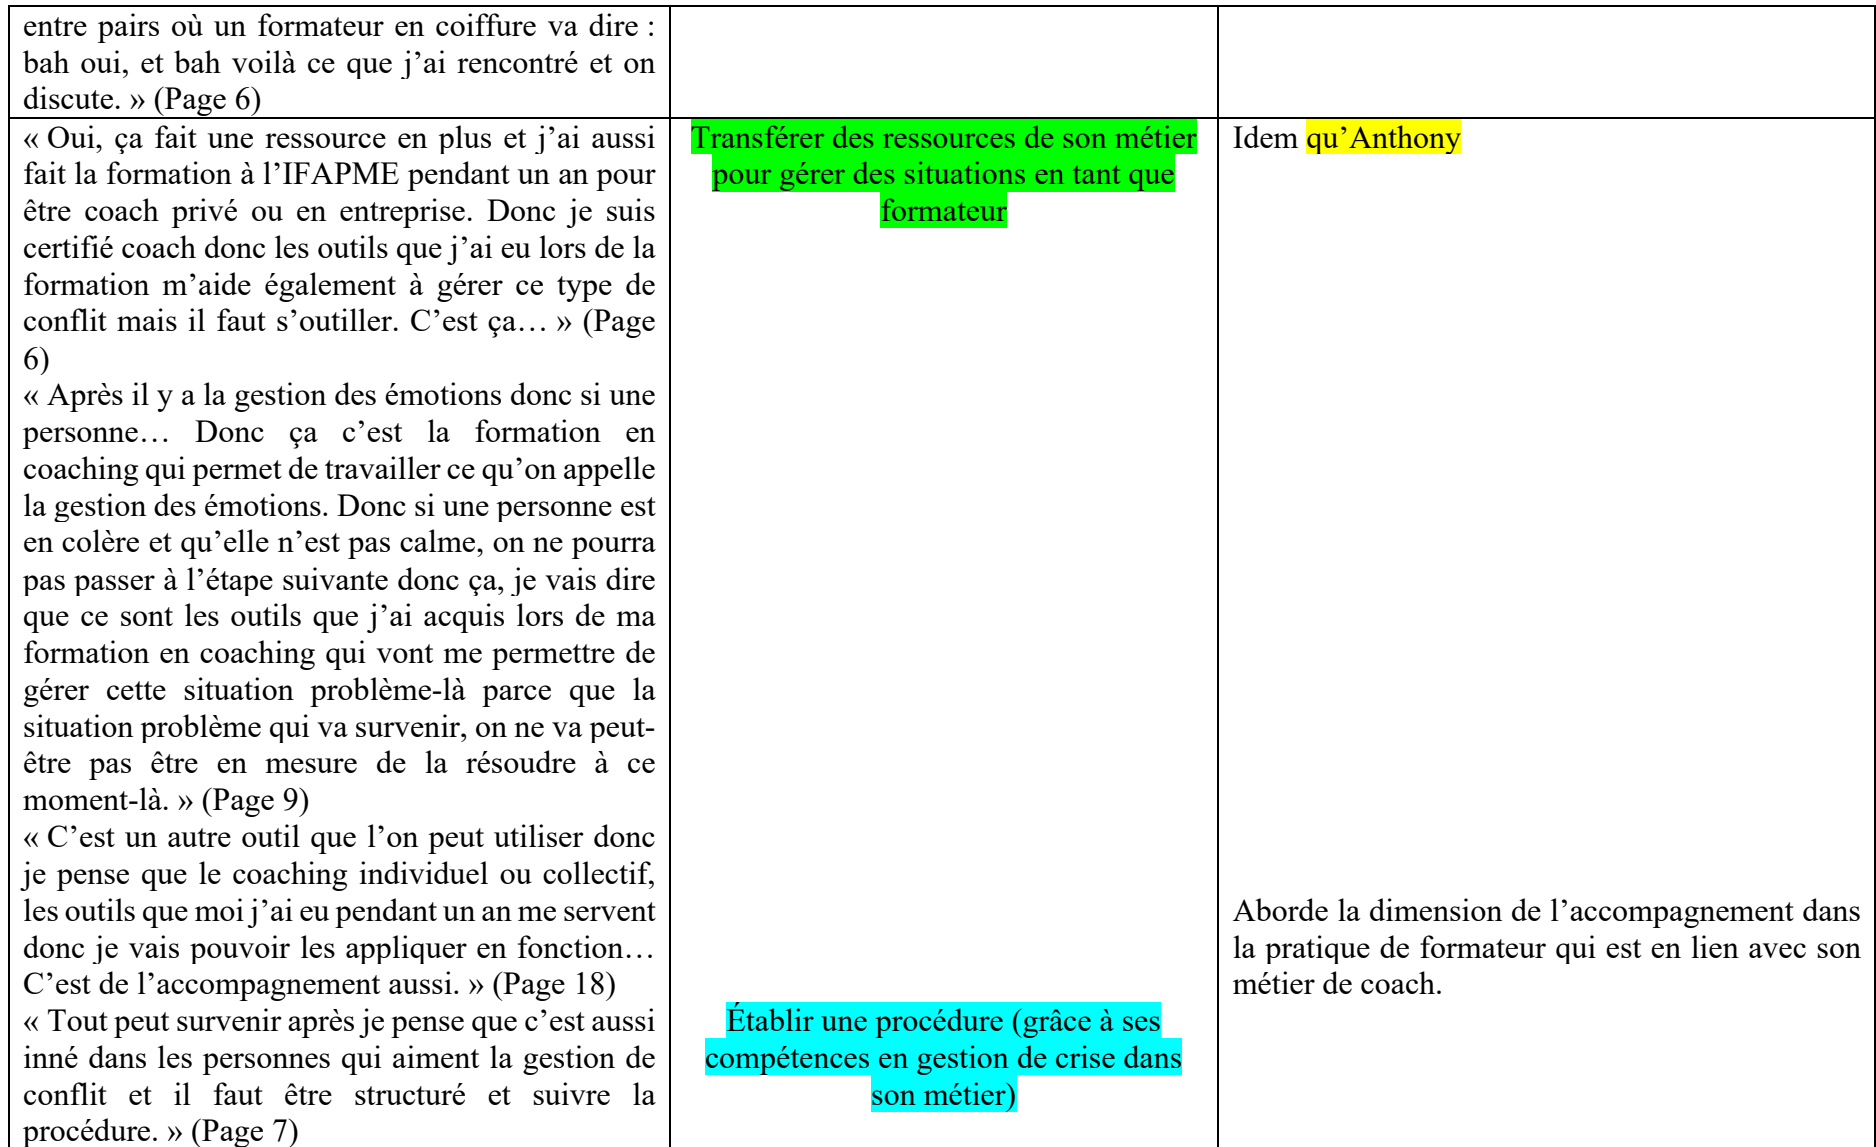 entre pairs où un formateur en coiffure va dire :
bah oui, et bah voilà ce que j’ai rencontré et on
discute. » (Page 6)
« Oui, ça fait une ressource en plus et j’ai aussi
fait la formation à l’IFAPME pendant un an pour
être coach privé ou en entreprise. Donc je suis
certifié coach donc les outils que j’ai eu lors de la
formation m’aide également à gérer ce type de
conflit mais il faut s’outiller. C’est ça… » (Page
6)
« Après il y a la gestion des émotions donc si une
personne… Donc ça c’est la formation en
coaching qui permet de travailler ce qu’on appelle
la gestion des émotions. Donc si une personne est
en colère et qu’elle n’est pas calme, on ne pourra
pas passer à l’étape suivante donc ça, je vais dire
que ce sont les outils que j’ai acquis lors de ma
formation en coaching qui vont me permettre de
gérer cette situation problème-là parce que la
situation problème qui va survenir, on ne va peut-
être pas être en mesure de la résoudre à ce
moment-là. » (Page 9)
« C’est un autre outil que l’on peut utiliser donc
je pense que le coaching individuel ou collectif,
les outils que moi j’ai eu pendant un an me servent
donc je vais pouvoir les appliquer en fonction…
C’est de l’accompagnement aussi. » (Page 18)
« Tout peut survenir après je pense que c’est aussi
inné dans les personnes qui aiment la gestion de
conflit et il faut être structuré et suivre la
procédure. » (Page 7)
Transférer des ressources de son métier
pour gérer des situations en tant que
formateur
Établir une procédure (grâce à ses
compétences en gestion de crise dans
son métier)
Idem qu’Anthony
Aborde la dimension de l’accompagnement dans
la pratique de formateur qui est en lien avec son
métier de coach.